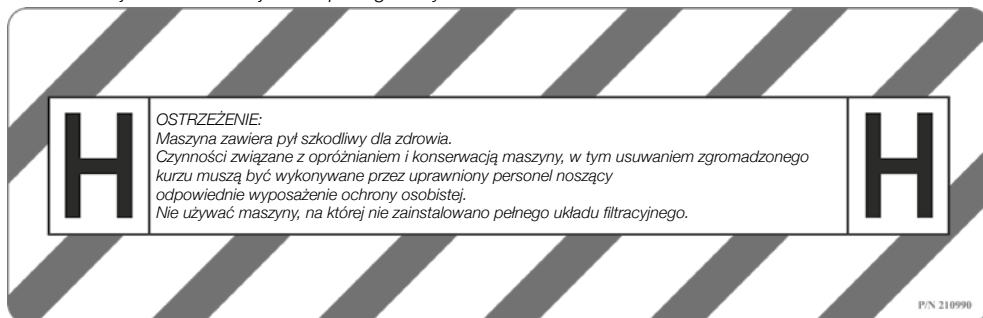 H
OSTRZEŻENIE:
Maszyna zawiera pył szkodliwy dla zdrowia.
Czynności związane z opróżnianiem i konserwacją maszyny, w tym usuwaniem zgromadzonego
kurzu muszą być wykonywane przez uprawniony personel noszący
odpowiednie wyposażenie ochrony osobistej.
Nie używać maszyny, na której nie zainstalowano pełnego układu filtracyjnego.
H
P/N 210990